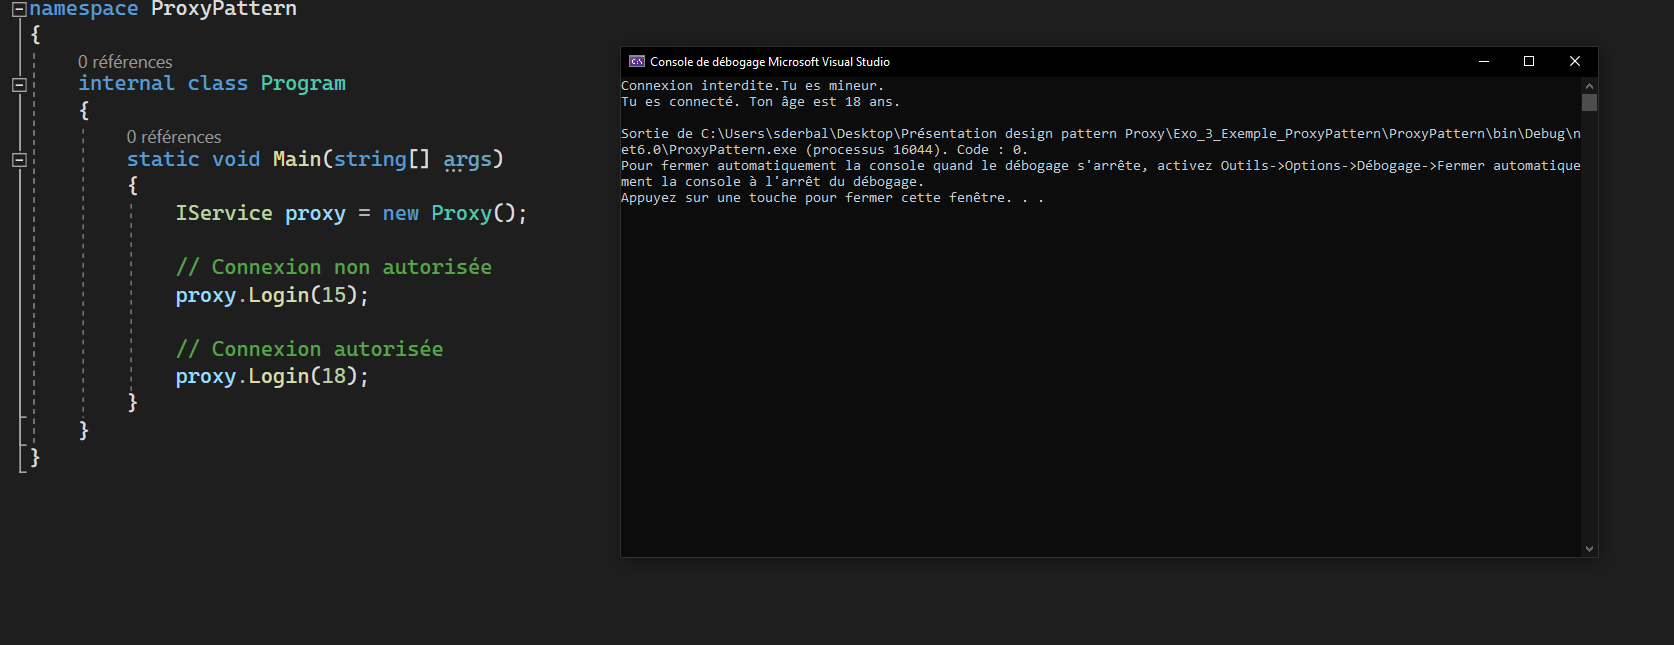 namespace ProxyPattern
{
0 références
internal class Program
{
0 références
static void Main(string[] args)
{
IService proxy = new Proxy();
// Connexion non autorisée
proxy.Login(15);
// Connexion autorisée
proxy.Login(18);
}
}
}
Console de débogage Microsoft Visual Studio
Connexion interdite.Tu es mineur.
Tu es connecté. Ton âge est 18 ans.
Sortie de C:\Users\sderbal\Desktop\Présentation design pattern Proxy\Exo_3_Exemple_ProxyPattern\ProxyPattern\bin\Debug\n
et6.0\ProxyPattern.exe (processus 16044). Code : 0.
Pour fermer automatiquement la console quand le débogage s'arrête, activez Outils->Options->Débogage->Fermer automatique
ment la console à l'arrêt du débogage.
Appuyez sur une touche pour fermer cette fenêtre. . .